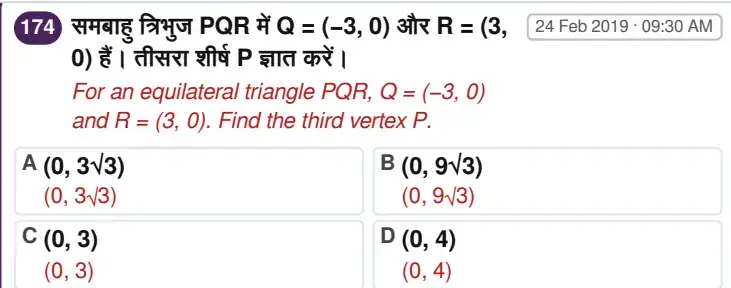 174 समबाहु त्रिभुज PQR में Q = (−3, 0) और R = (3, 24 Feb 2019 · 09:30 AM
0) हैं। तीसरा शीर्ष P ज्ञात करें।
For an equilateral triangle PQR, Q = (−3, 0)
and R = (3, 0). Find the third vertex P.
A (0, 3√3) B (0, 9√3)
(0, 3√3) (0, 9√3)
C (0, 3) D (0, 4)
(0, 3) (0, 4)